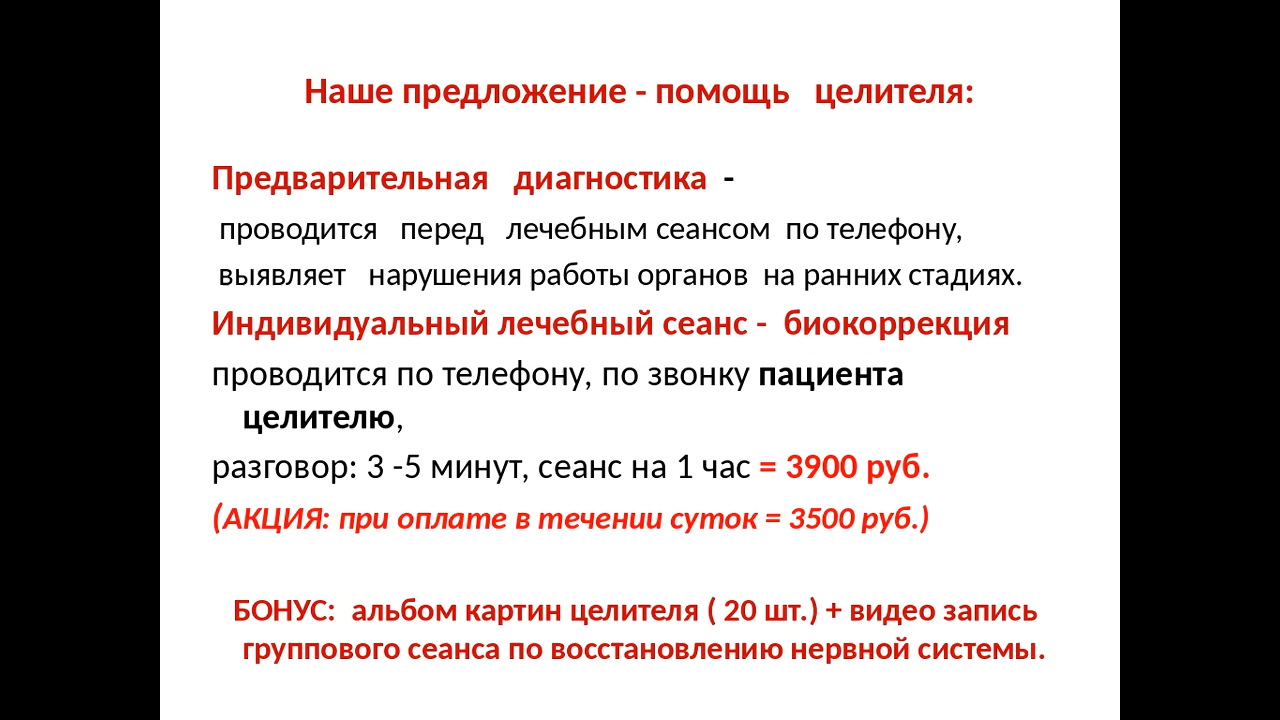 Наше предложение - помощь целителя:
Предварительная диагностика -
проводится перед лечебным сеансом по телефону,
выявляет нарушения работы органов на ранних стадиях.
Индивидуальный лечебный сеанс - биокоррекция
проводится по телефону, по звонку пациента
целителю,
разговор: 3 -5 минут, сеанс на 1 час = 3900 руб.
(АКЦИЯ: при оплате в течении суток = 3500 руб.)
БОНУС: альбом картин целителя ( 20 шт.) + видео запись
группового сеанса по восстановлению нервной системы.